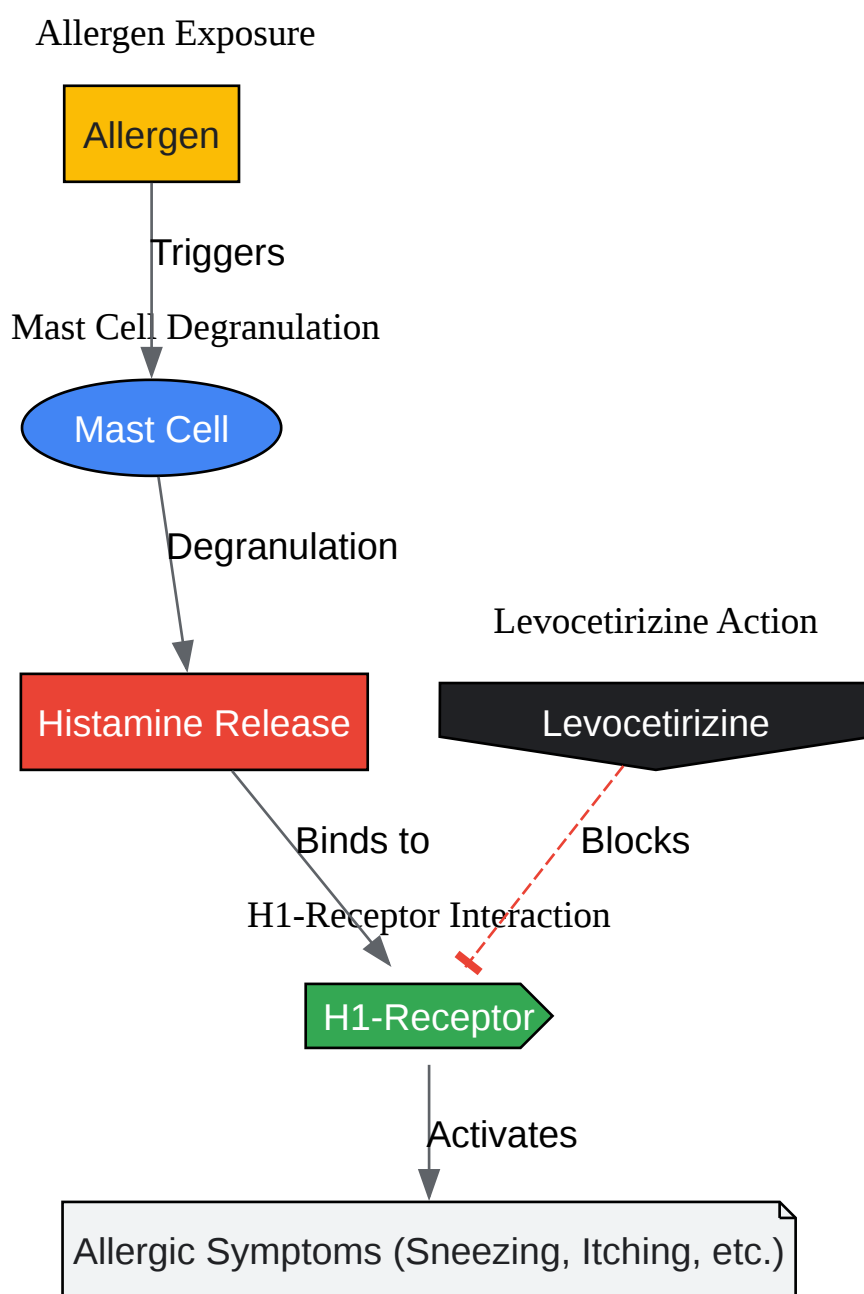 Allergen Exposure
Allergen
Triggers
Mast Cell Degranulation
Mast Cell
Degranulation
Levocetirizine Action
Histamine Release
Levocetirizine
Binds to
Blocks
H1-Receptor Interaction
H1-Receptor
Activates
Allergic Symptoms (Sneezing, Itching, etc.)